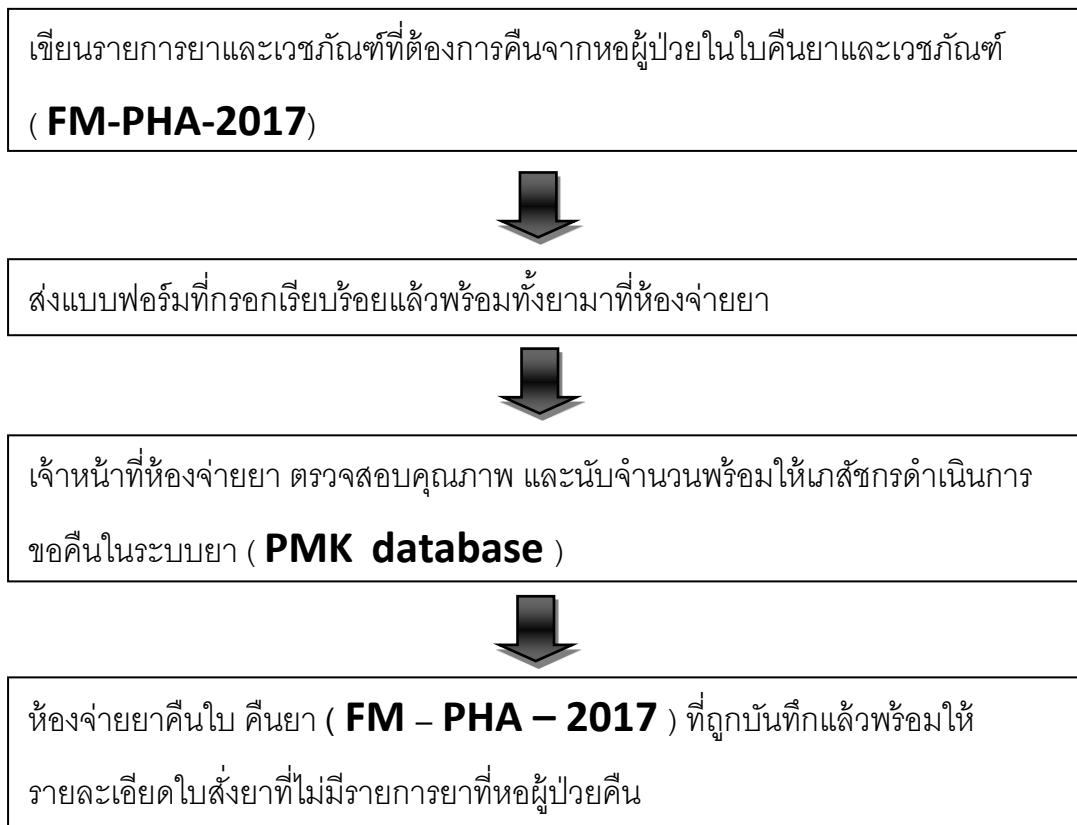 เขียนรายการยาและเวชภัณฑ์ที่ต้องการคืนจากหอผู้ป่วยในใบคืนยาและเวชภัณฑ์
( FM-PHA-2017)
ส่งแบบฟอร์มที่กรอกเรียบร้อยแล้วพร้อมทั้งยามาที่ห้องจ่ายยา
เจ้าหน้าที่ห้องจ่ายยา ตรวจสอบคุณภาพ และนับจำนวนพร้อมให้เภสัชกรดำเนินการ
ขอคืนในระบบยา ( PMK database )
ห้องจ่ายยาคืนใบ คืนยา ( FM – PHA – 2017 ) ที่ถูกบันทึกแล้วพร้อมให้
รายละเอียดใบสั่งยาที่ไม่มีรายการยาที่หอผู้ป่วยคืน